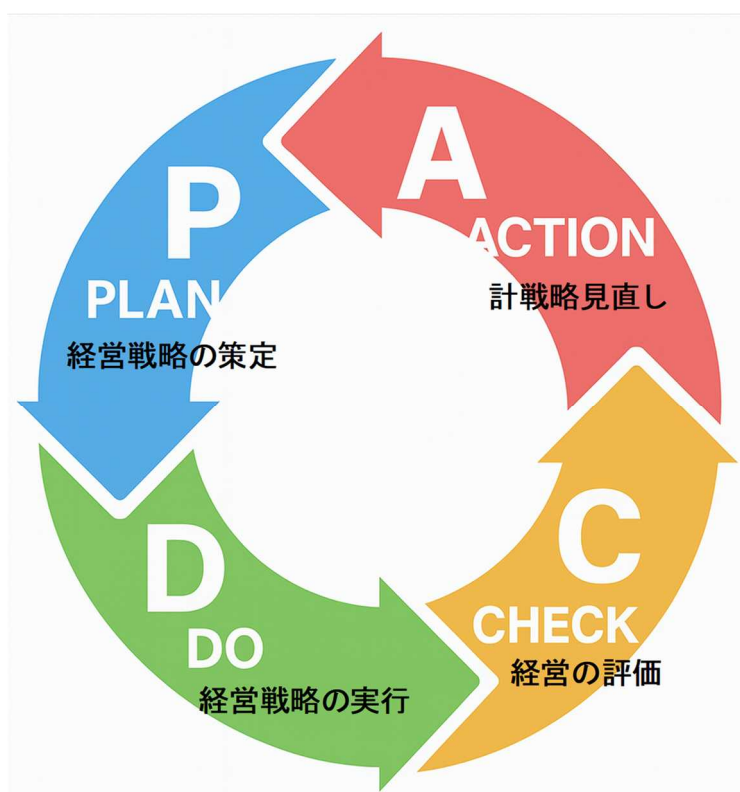 P
PLAN
経営戦略の策定
D
DO
経営戦略の実行
C
CHECK
経営の評価
A
ACTION
計戦略見直し